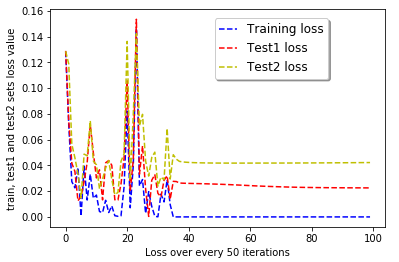 0.16
0.14
0.12
0.10
0.08
0.06
0.04
0.02
0.00
train, test1 and test2 sets loss value
Training loss
Test1 loss
Test2 loss
0 20 40 60 80 100
Loss over every 50 iterations